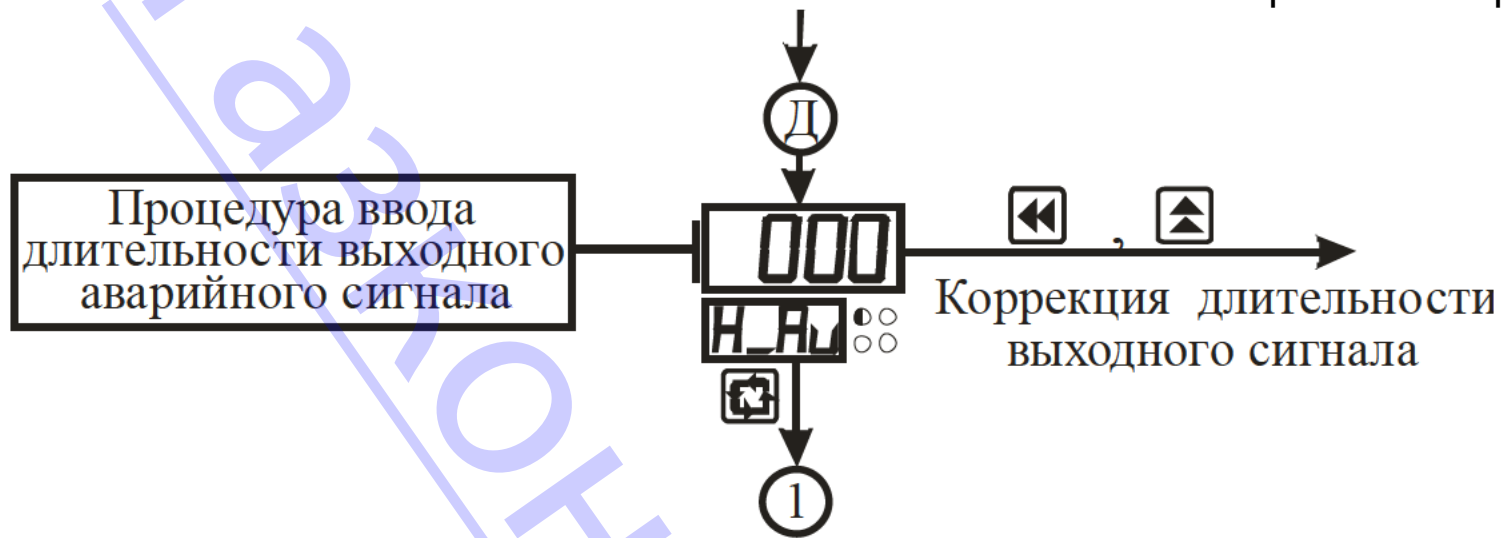 Д
Процедура ввода
длительности выходного
аварийного сигнала
000
,
H_Au
Коррекция длительности
выходного сигнала
1